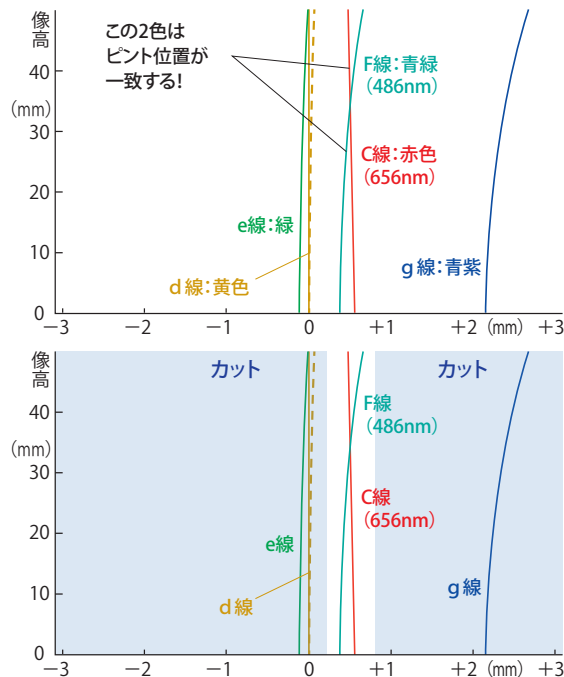 像高
(mm)
40
30
20
10
0
この2色は
ピント位置が
一致する!
F線:青緑
(486nm)
C線:赤色
(656nm)
e線:緑
d線:黄色
g線:青紫
−3
−2
−1
0
+1
+2
(mm)
+3
像高
(mm)
40
30
20
10
0
カット
カット
F線
(486nm)
C線
(656nm)
e線
d線
g線
−3
−2
−1
0
+1
+2
(mm)
+3